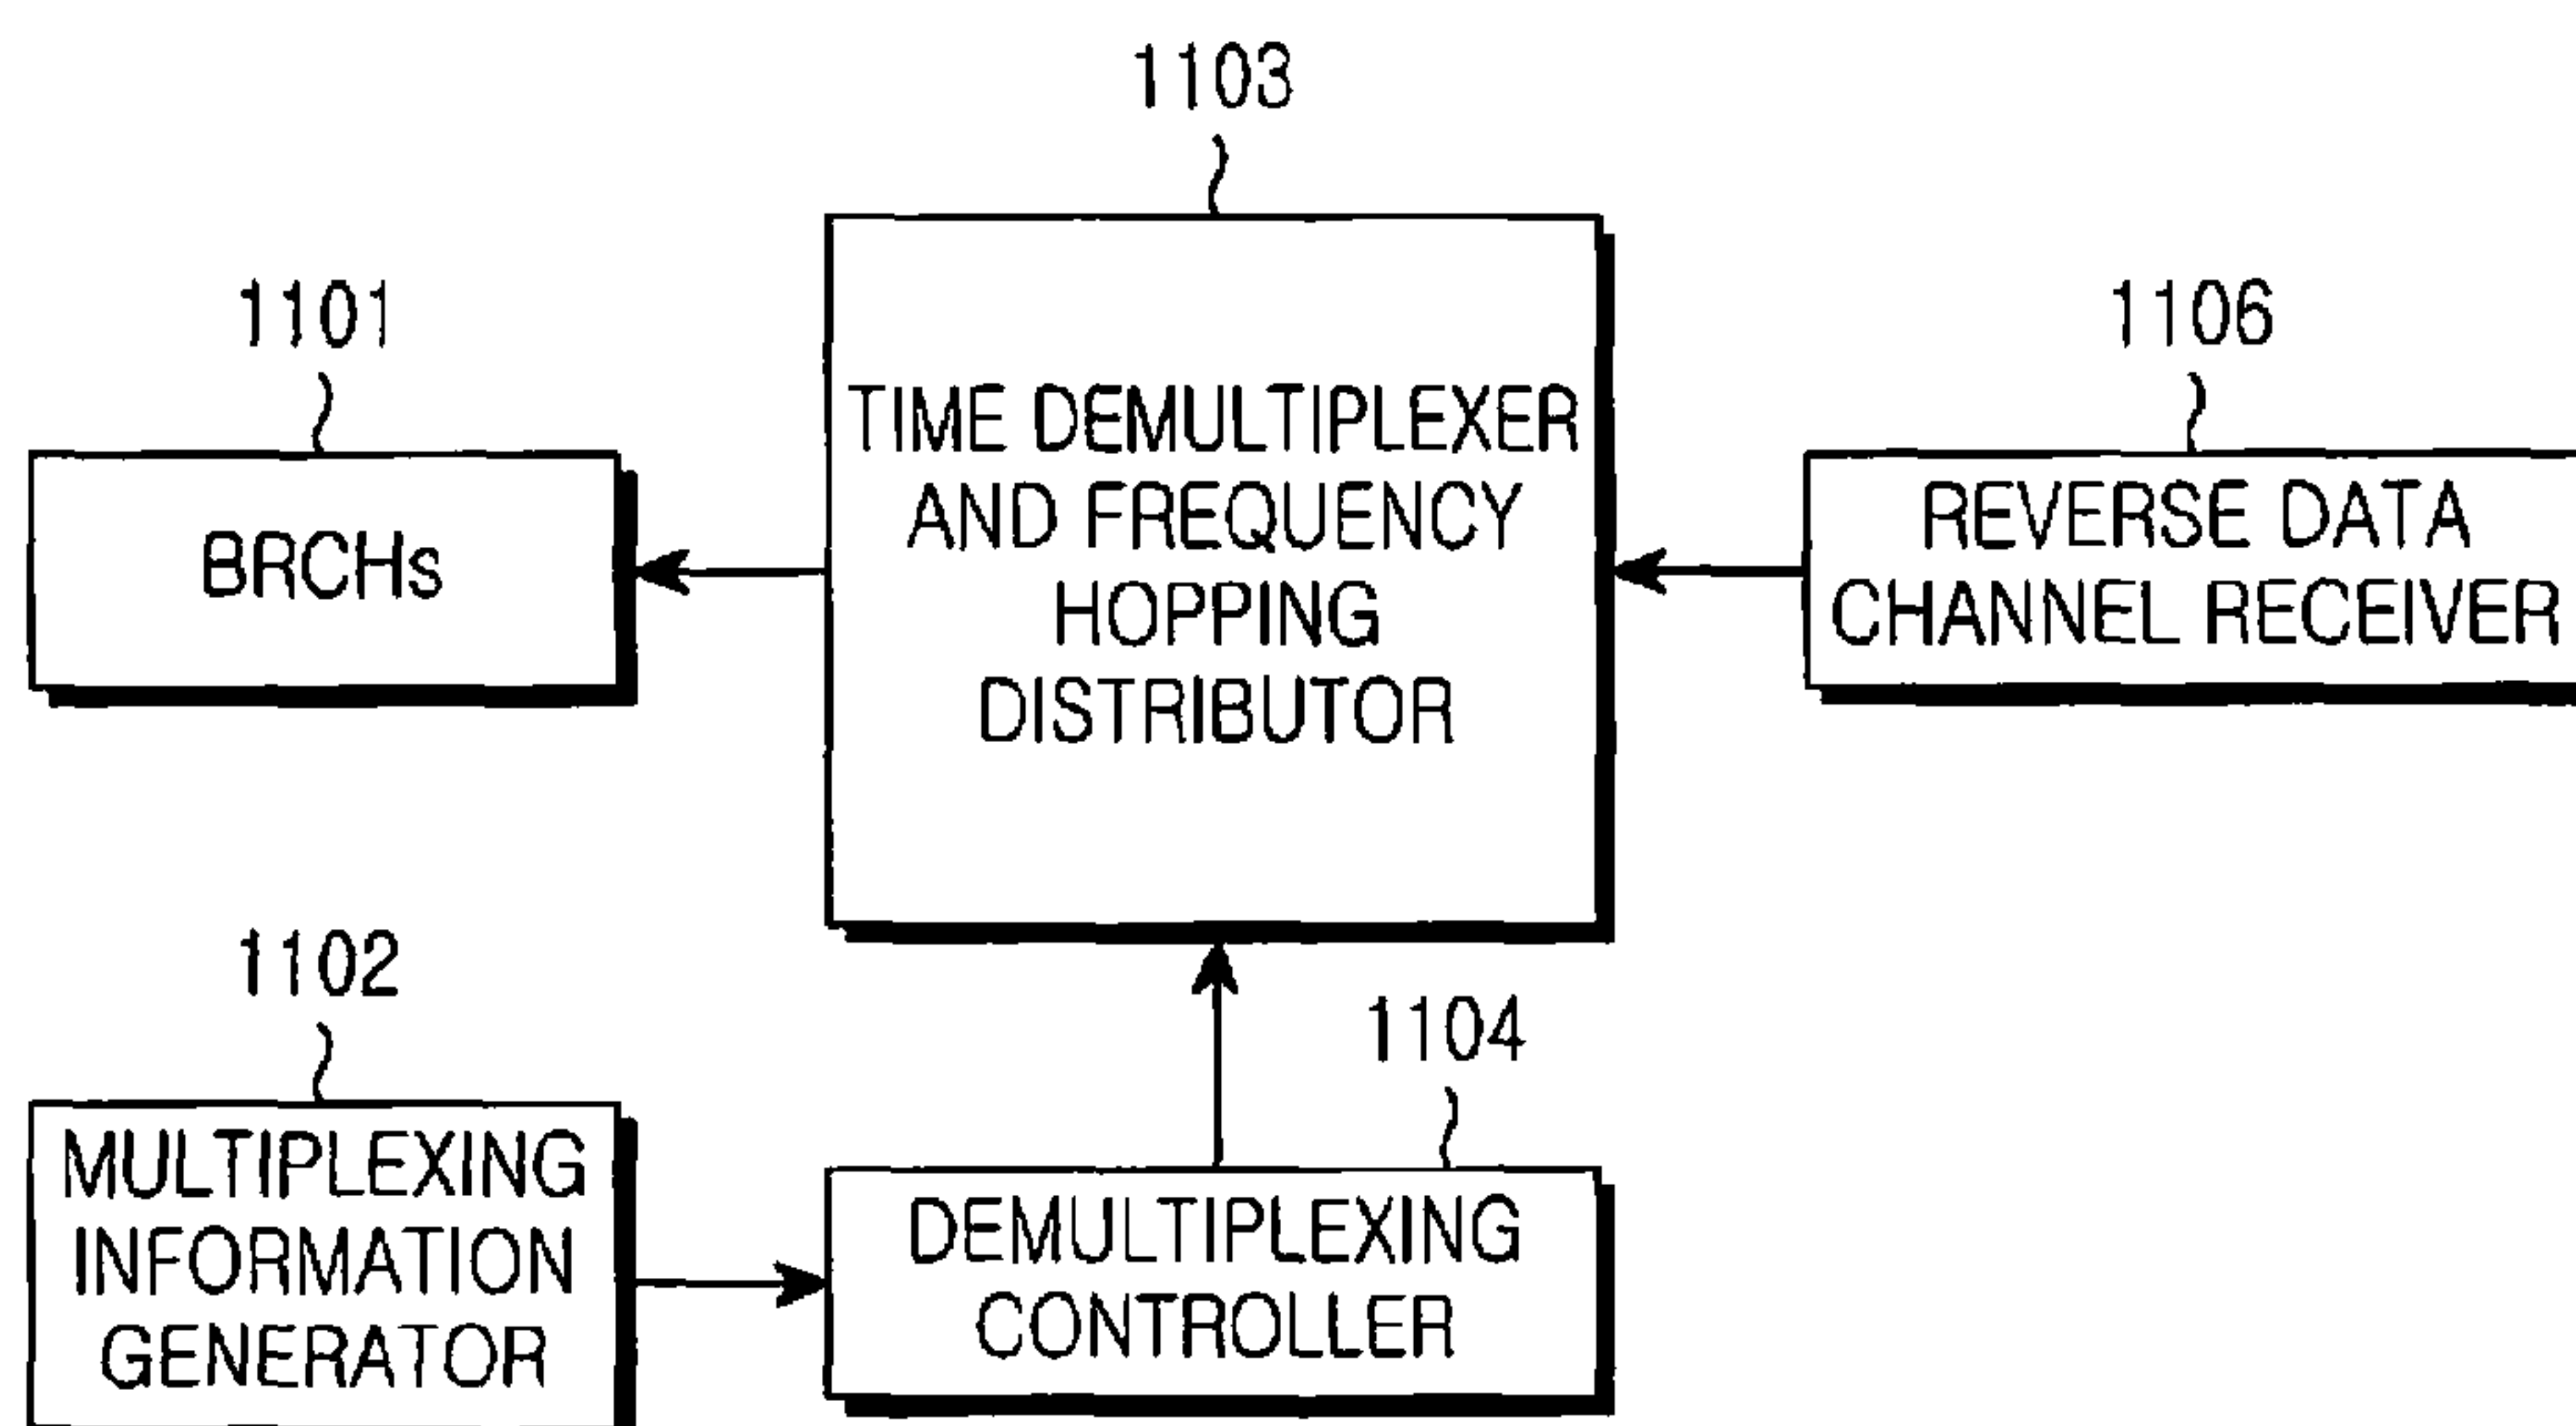 1103
1101
1106
TIME DEMULTIPLEXER
AND FREQUENCY
HOPPING
DISTRIBUTOR
BRCHs
REVERSE DATA
CHANNEL RECEIVER
1102
1104
MULTIPLEXING
INFORMATION
GENERATOR
DEMULTIPLEXING
CONTROLLER